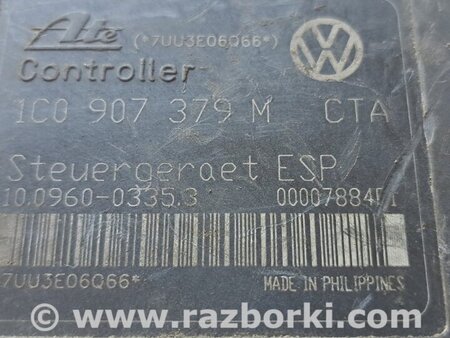 Ate (*7UU3E06Q66*)
Controller
1C0 907 379 M CTA
Steuergeraet ESP
10.0960-0335.3 00007884D1
7UU3E06Q66*
MADE IN PHILIPPINES
www.razborki.com